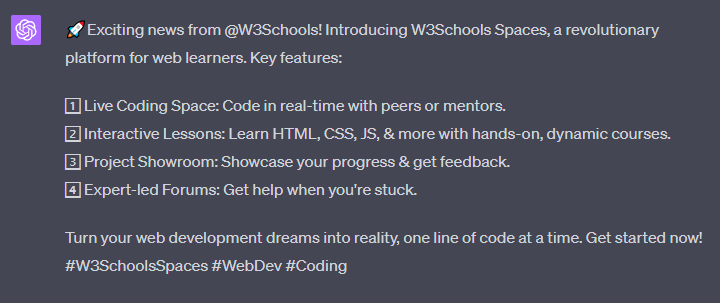 🚀 Exciting news from @W3Schools! Introducing W3Schools Spaces, a revolutionary
platform for web learners. Key features:
1️⃣ Live Coding Space: Code in real-time with peers or mentors.
2️⃣ Interactive Lessons: Learn HTML, CSS, JS, & more with hands-on, dynamic courses.
3️⃣ Project Showroom: Showcase your progress & get feedback.
4️⃣ Expert-led Forums: Get help when you're stuck.
Turn your web development dreams into reality, one line of code at a time. Get started now!
#W3SchoolsSpaces #WebDev #Coding